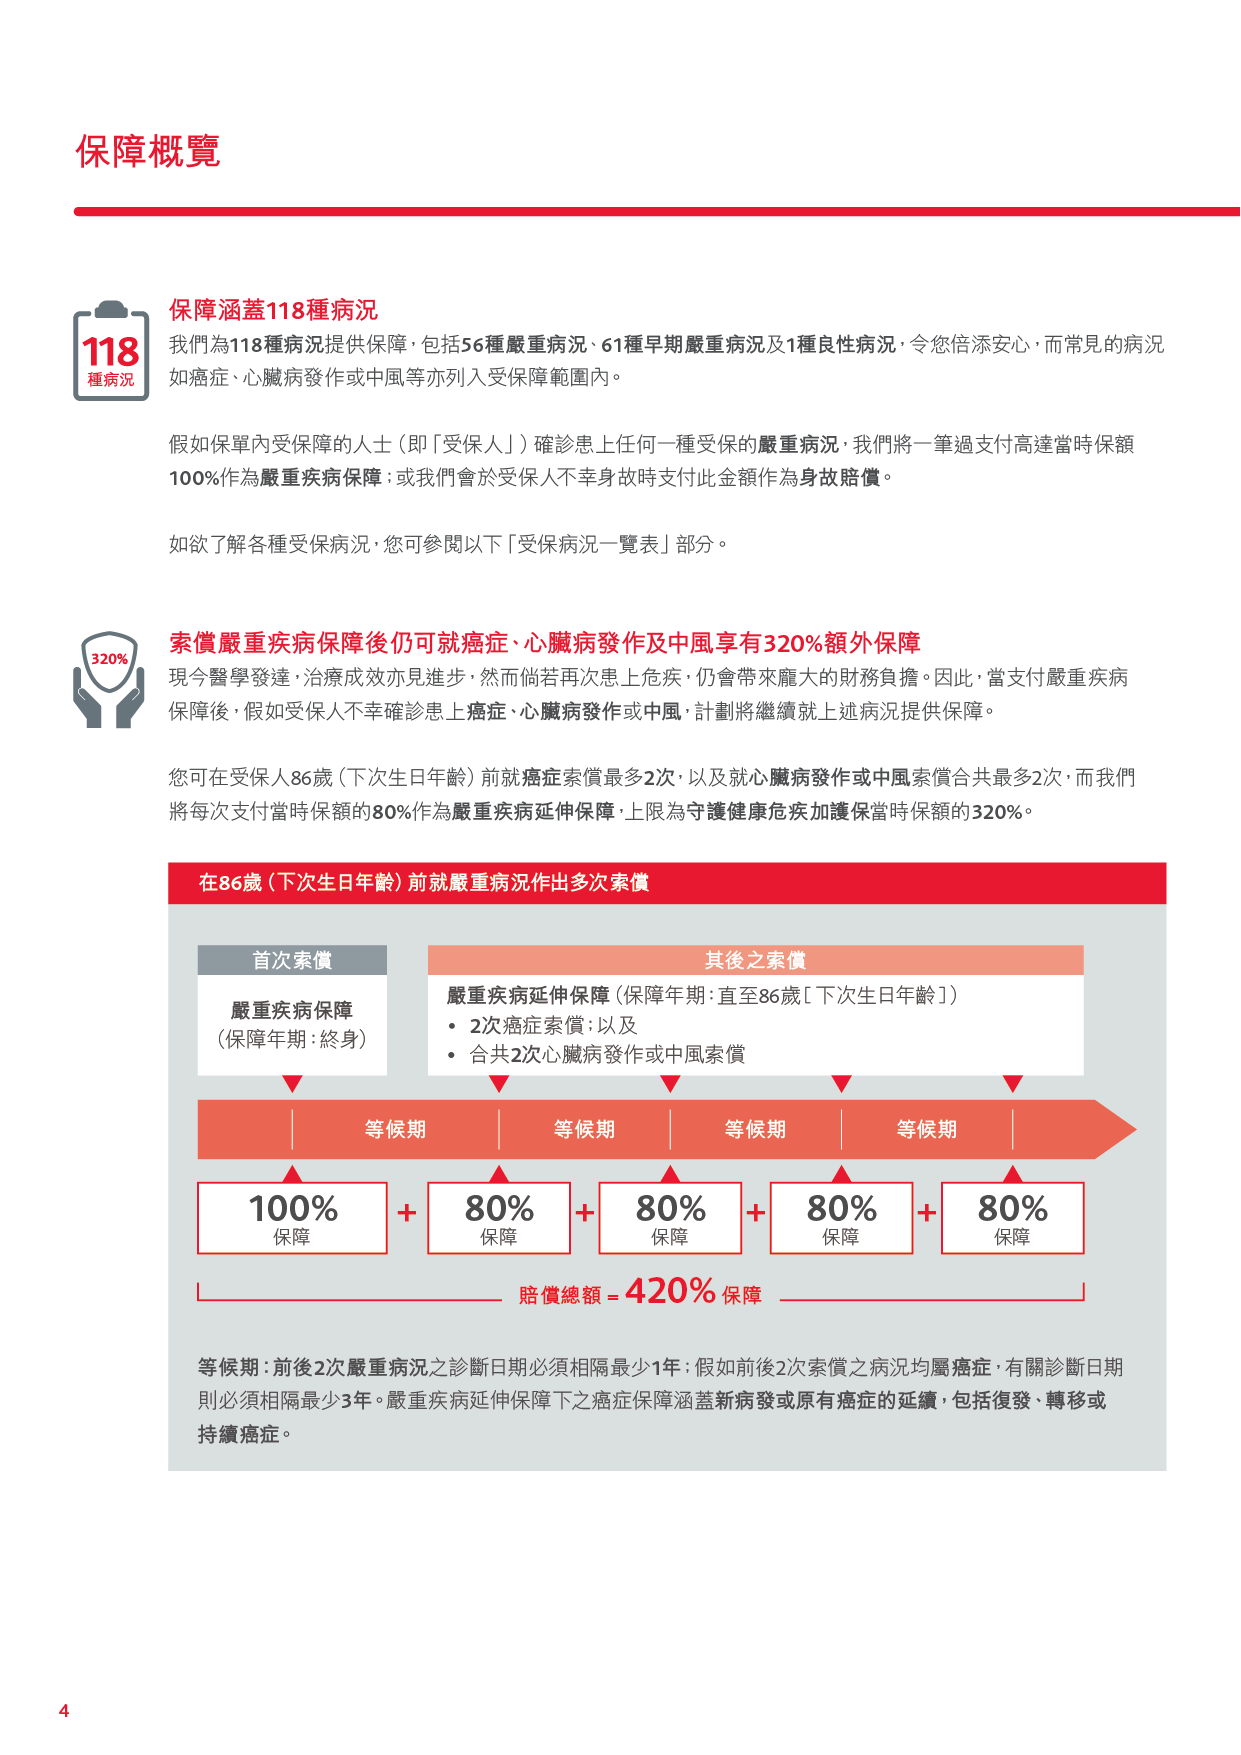 保障概覽
118
種病況
保障涵蓋118種病況
我們為118種病況提供保障，包括56種嚴重病況、61種早期嚴重病況及1種良性病況，令您倍添安心，而常見的病況
如癌症、心臟病發作或中風等亦列入受保障範圍內。
假如保單內受保障的人士（即「受保人」）確診患上任何一種受保的嚴重病況，我們將一筆過支付高達當時保額
100%作為嚴重疾病保障；或我們會於受保人不幸身故時支付此金額作為身故賠償。
如欲了解各種受保病況，您可參閱以下「受保病況一覽表」部分。
320%
索償嚴重疾病保障後仍可就癌症、心臟病發作及中風享有320%額外保障
現今醫學發達，治療成效亦見進步，然而倘若再次患上危疾，仍會帶來龐大的財務負擔。因此，當支付嚴重疾病
保障後，假如受保人不幸確診患上癌症、心臟病發作或中風，計劃將繼續就上述病況提供保障。
您可在受保人86歲（下次生日年齡）前就癌症索償最多2次，以及就心臟病發作或中風索償合共最多2次，而我們
將每次支付當時保額的80%作為嚴重疾病延伸保障，上限為守護健康危疾加護保當時保額的320%。
在86歲（下次生日年齡）前就嚴重病況作出多次索償
首次索償
嚴重疾病保障
（保障年期：終身）
其後之索償
嚴重疾病延伸保障（保障年期：直至86歲［下次生日年齡］）
• 2次癌症索償；以及
• 合共2次心臟病發作或中風索償
等候期 等候期 等候期 等候期
100% + 80% + 80% + 80% + 80%
保障 保障 保障 保障 保障
賠償總額 = 420% 保障
等候期：前後2次嚴重病況之診斷日期必須相隔最少1年；假如前後2次索償之病況均屬癌症，有關診斷日期
則必須相隔最少3年。嚴重疾病延伸保障下之癌症保障涵蓋新病發或原有癌症的延續，包括復發、轉移或
持續癌症。
4